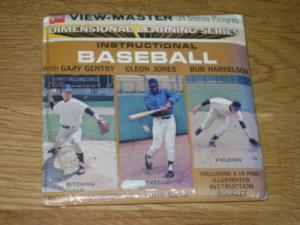 VIEW-MASTER 21 Stereo Pictures
DIMENSIONAL LEARNING SERIES
INSTRUCTIONAL
BASEBALL
with GARY GENTRY CLEON JONES BUD HARRELSON
PITCHING
BATTING
FIELDING
INCLUDING A 16 PAGE
ILLUSTRATED
INSTRUCTION
BOOKLET